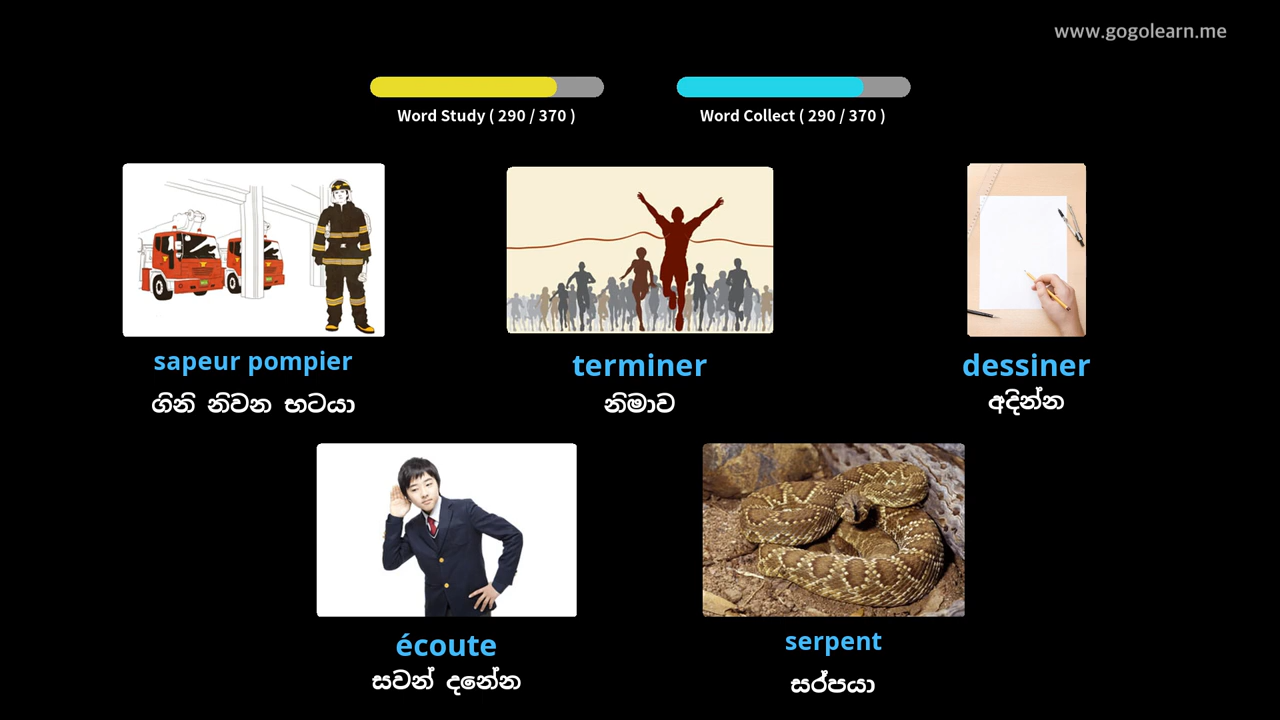 www.gogolearn.me
Word Study ( 290 / 370 )
Word Collect ( 290 / 370 )
sapeur pompier
ගිනි නිවන භටයා
terminer
නිමාව
dessiner
අදින්න
écoute
සවන් දනේන
serpent
සර්පයා